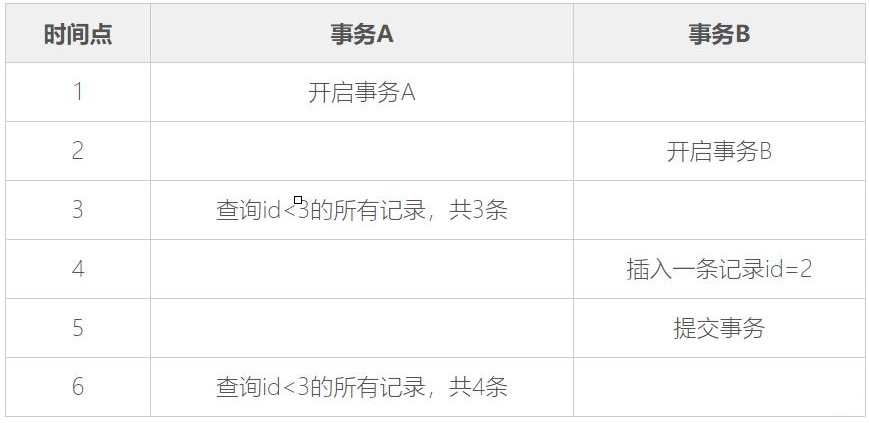 时间点 事务A 事务B
1 开启事务A
2 开启事务B
3 查询id<3的所有记录，共3条
4 插入一条记录id=2
5 提交事务
6 查询id<3的所有记录，共4条